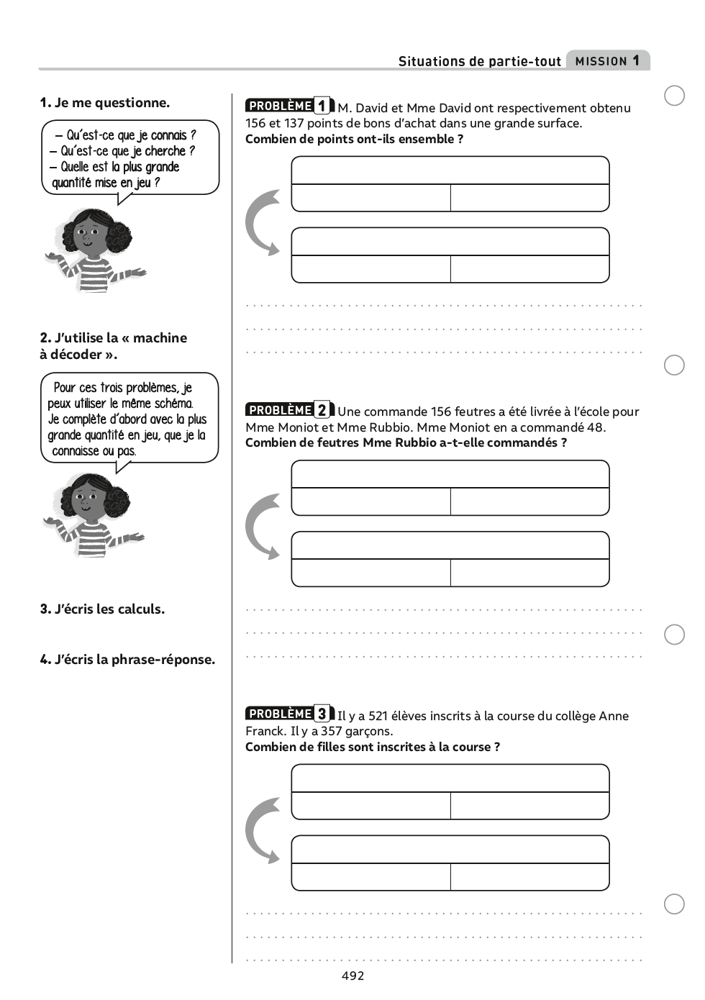 Situations de partie-tout MISSION 1
1. Je me questionne.
– Qu'est-ce que je connais ?
– Qu'est-ce que je cherche ?
– Quelle est la plus grande
quantité mise en jeu ?
2. J'utilise la « machine
à décoder ».
Pour ces trois problèmes, je
peux utiliser le même schéma.
Je complète d'abord avec la plus
grande quantité en jeu, que je la
connaisse ou pas.
3. J'écris les calculs.
4. J'écris la phrase-réponse.
PROBLÈME 1 M. David et Mme David ont respectivement obtenu
156 et 137 points de bons d'achat dans une grande surface.
Combien de points ont-ils ensemble ?
PROBLÈME 2 Une commande 156 feutres a été livrée à l'école pour
Mme Moniot et Mme Rubbio. Mme Moniot en a commandé 48.
Combien de feutres Mme Rubbio a-t-elle commandés ?
PROBLÈME 3 Il y a 521 élèves inscrits à la course du collège Anne
Franck. Il y a 357 garçons.
Combien de filles sont inscrites à la course ?
492